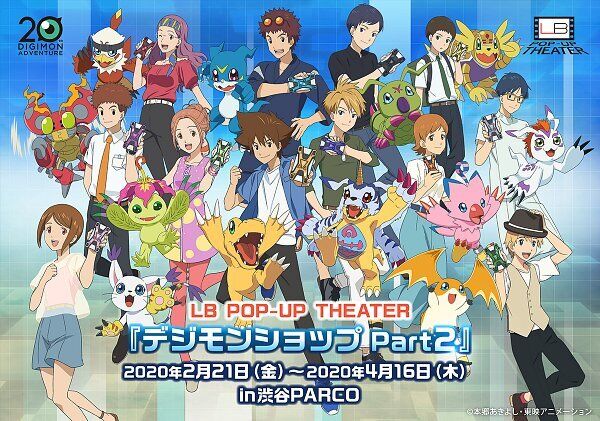 20
DIGIMON
ADVENTURE
LB
POP-UP
THEATER
LB POP-UP THEATER
『デジモンショップ Part2』
2020年2月21日(金)～2020年4月16日(木)
in渋谷PARCO
©本郷あきよし・東映アニメーション